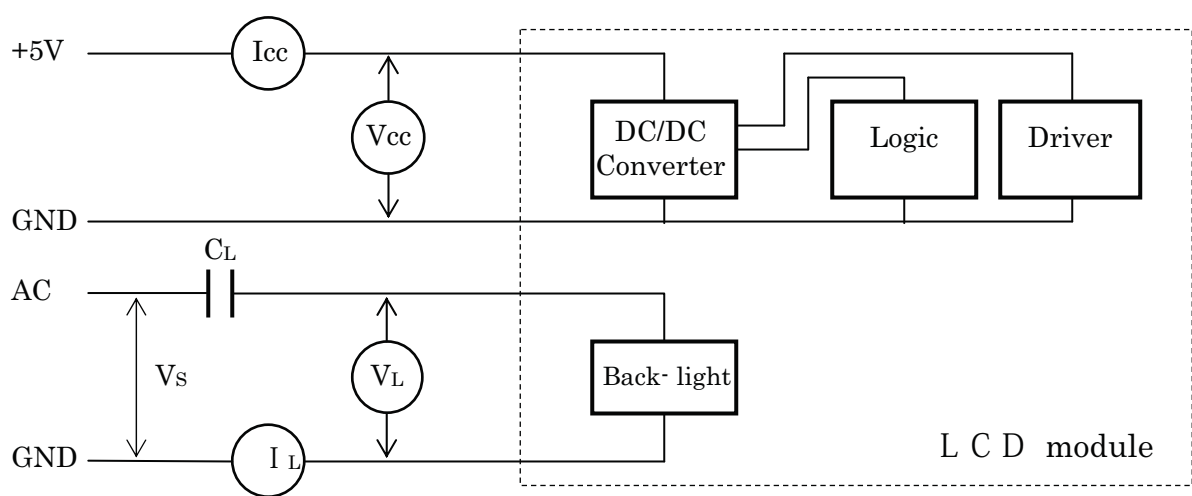 +5V
Icc
Vcc
DC/DC
Converter
Logic
Driver
GND
CL
AC
VS
VL
Back- light
GND
I L
L C D module